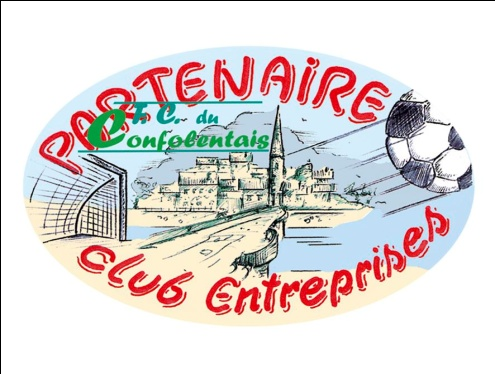 PARTENAIRE
F. C. du
Confolentais
Club Entreprises